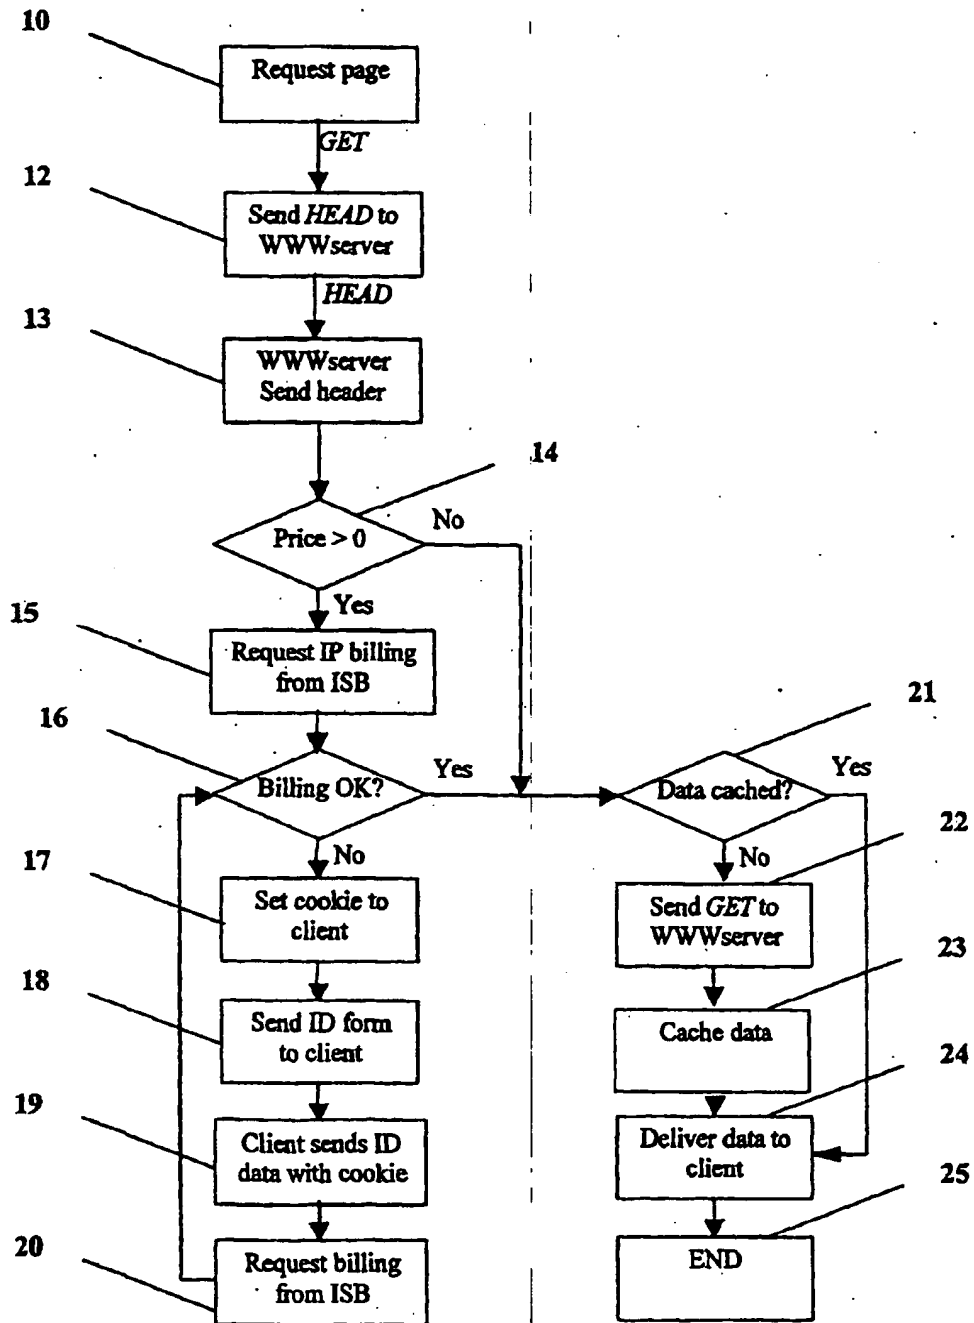 10
Request page
GET
12
Send HEAD to
WWWserver
HEAD
13
WWWserver
Send header
14
Price > 0
No
Yes
15
Request IP billing
from ISB
16
Billing OK?
Yes
No
17
Set cookie to
client
18
Send ID form
to client
19
Client sends ID
data with cookie
20
Request billing
from ISB
21
Data cached?
Yes
No
22
Send GET to
WWWserver
23
Cache data
24
Deliver data to
client
25
END